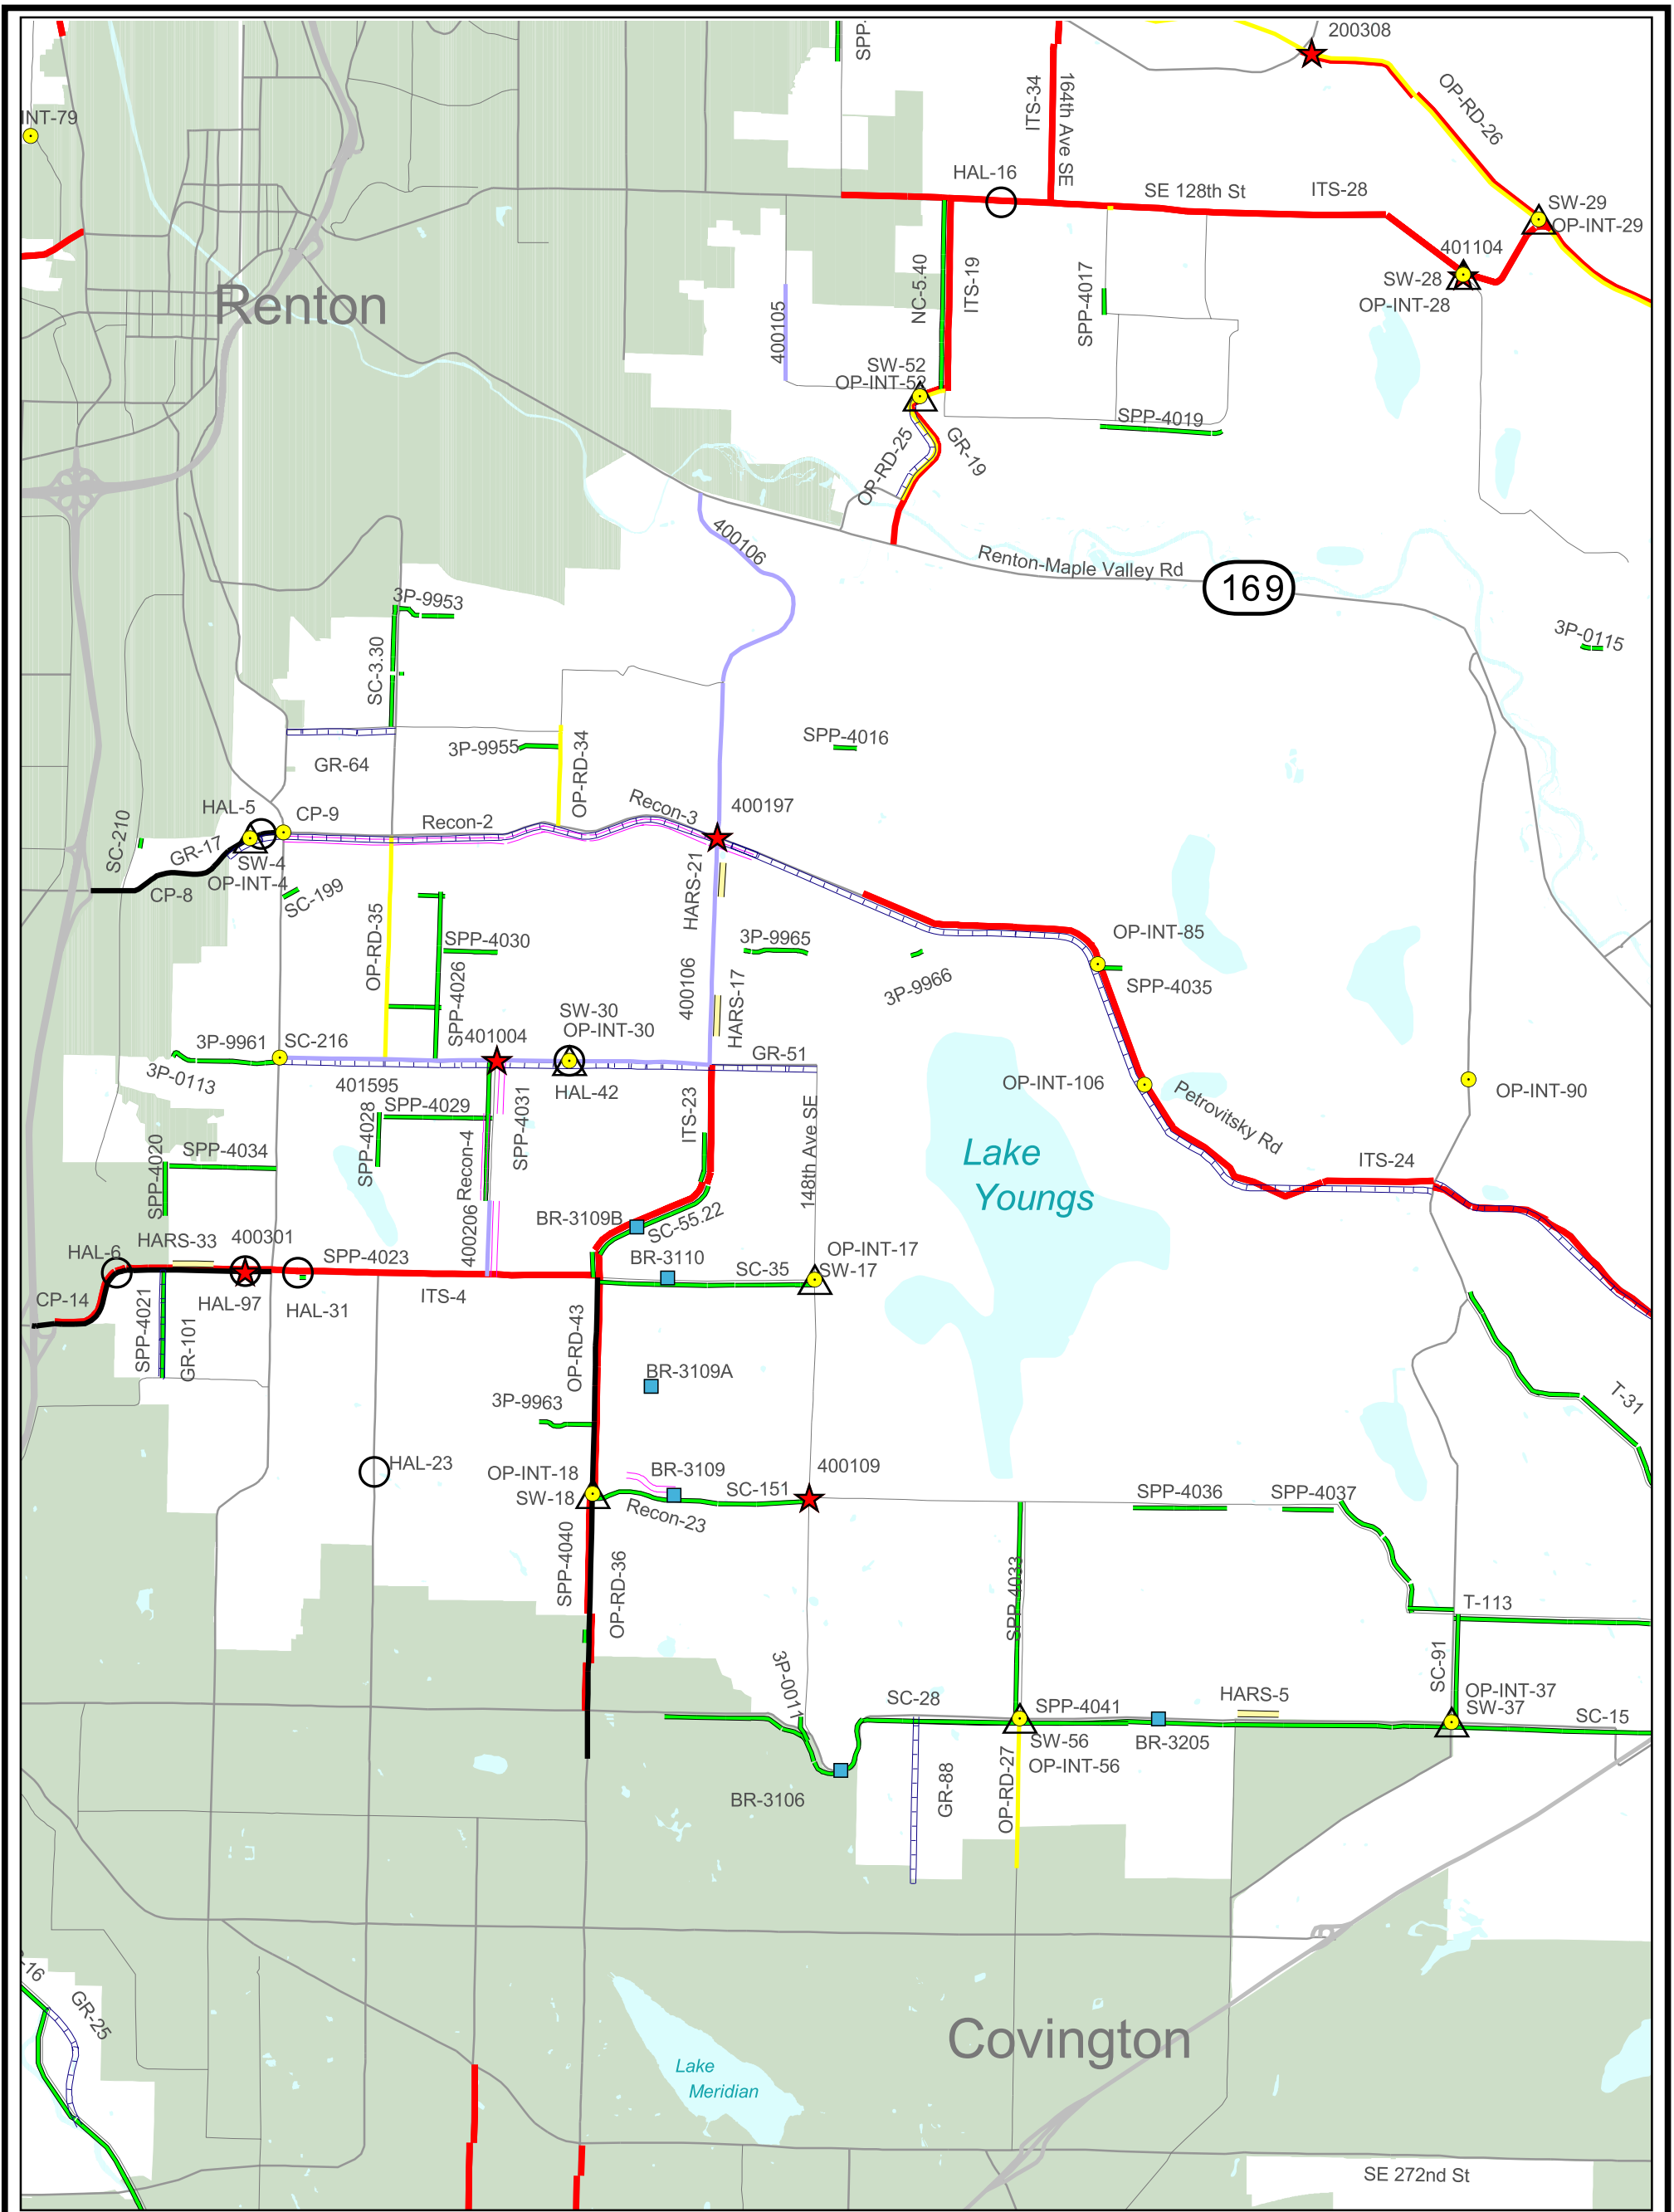 200308
SPP-
ITS-34
164th Ave SE
OP-RD-26
INT-79
HAL-16
SE 128th St
ITS-28
SW-29
OP-INT-29
401104
SW-28
OP-INT-28
NC-5.40
ITS-19
SPP-4017
Renton
400105
SW-52
OP-INT-52
SPP-4019
OP-RD-25
GR-19
400106
Renton-Maple Valley Rd
169
3P-9953
3P-0115
SC-3.30
GR-64
3P-9955
OP-RD-34
SPP-4016
HAL-5
CP-9
Recon-2
Recon-3
400197
SC-210
GR-17
SW-4
OP-INT-4
CP-8
SC-199
HARS-21
OP-RD-35
SPP-4030
3P-9965
OP-INT-85
SPP-4026
400106
HARS-17
3P-9966
SPP-4035
SW-30
OP-INT-30
3P-9961
SC-216
401004
GR-51
3P-0113
401595
HAL-42
OP-INT-106
Petrovitsky Rd
OP-INT-90
SPP-4028
SPP-4029
SPP-4031
ITS-23
SPP-4020
SPP-4034
Recon-4
400206
148th Ave SE
Lake
Youngs
ITS-24
BR-3109B
SC-55.22
HAL-6
HARS-33
400301
SPP-4023
BR-3110
SC-35
OP-INT-17
SW-17
CP-14
HAL-97
HAL-31
ITS-4
SPP-4021
GR-101
OP-RD-43
BR-3109A
3P-9963
T-31
HAL-23
OP-INT-18
SW-18
BR-3109
SC-151
400109
Recon-23
SPP-4036
SPP-4037
SPP-4040
OP-RD-36
SPP-4033
T-113
3P-0011
SC-91
SC-28
SPP-4041
HARS-5
OP-INT-37
SW-37
SC-15
SW-56
OP-INT-56
BR-3205
BR-3106
GR-88
OP-RD-27
-16
GR-25
Covington
Lake
Meridian
SE 272nd St